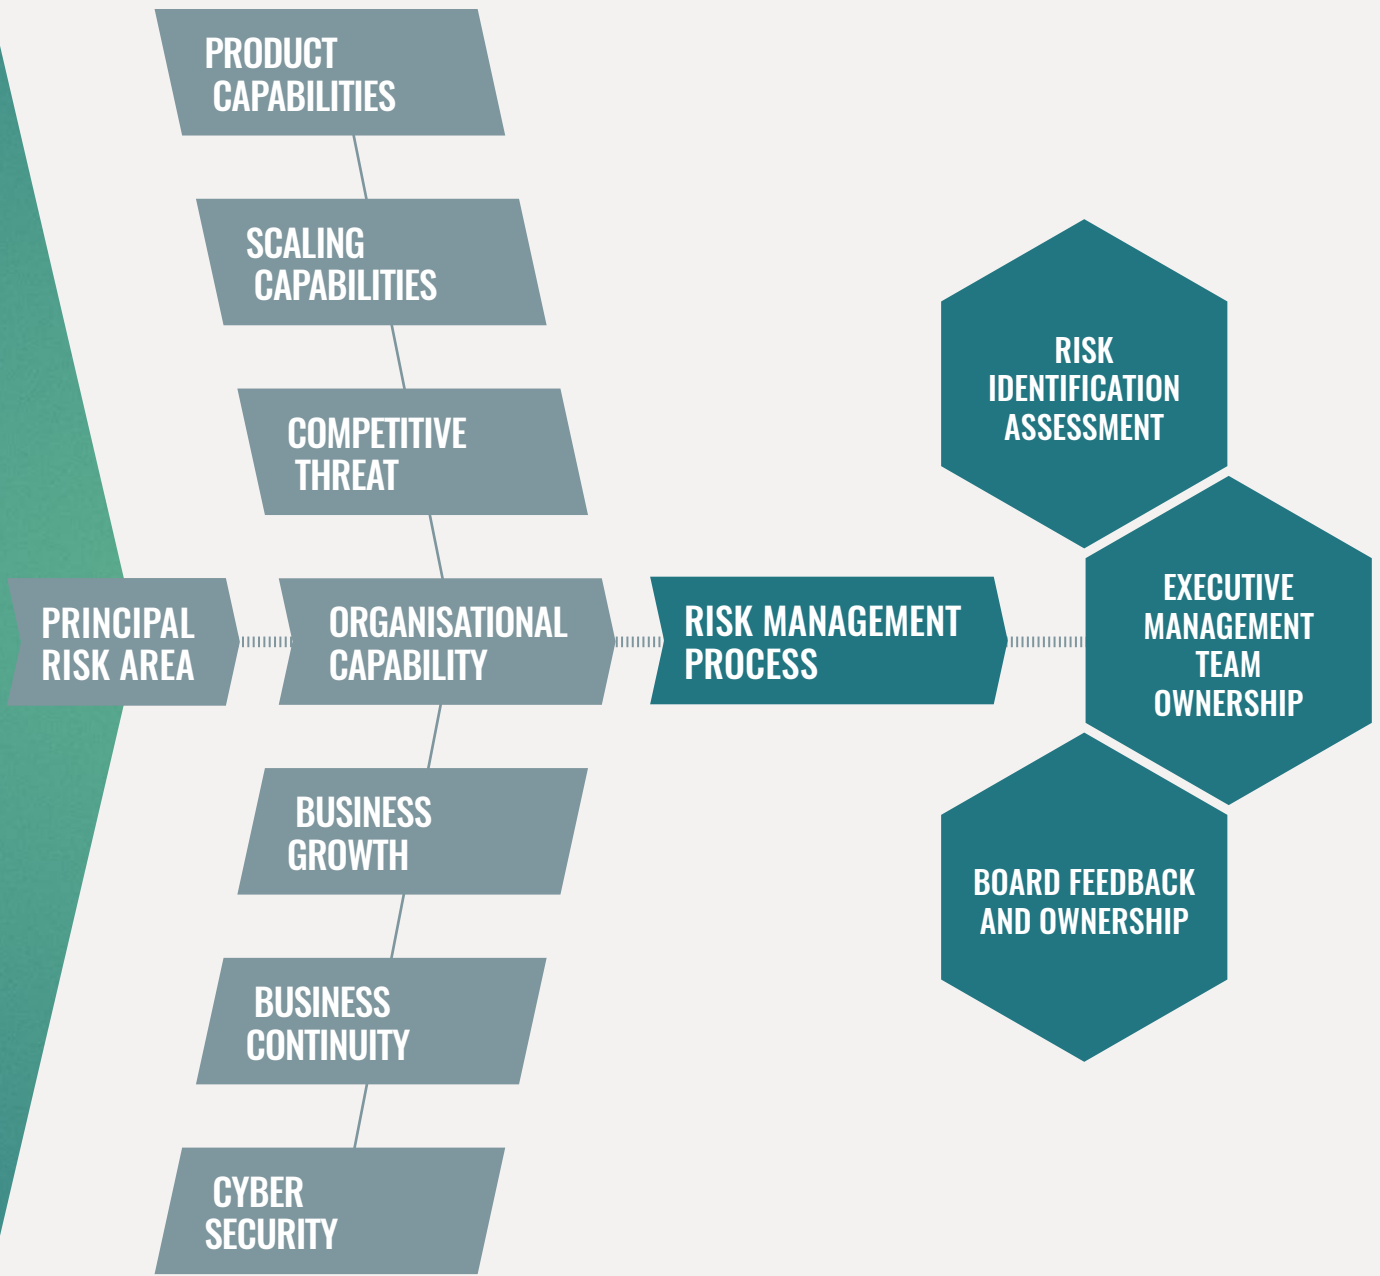 PRODUCT
CAPABILITIES
SCALING
CAPABILITIES
COMPETITIVE
THREAT
PRINCIPAL
RISK AREA
ORGANISATIONAL
CAPABILITY
BUSINESS
GROWTH
BUSINESS
CONTINUITY
CYBER
SECURITY
RISK MANAGEMENT
PROCESS
RISK
IDENTIFICATION
ASSESSMENT
EXECUTIVE
MANAGEMENT
TEAM
OWNERSHIP
BOARD FEEDBACK
AND OWNERSHIP